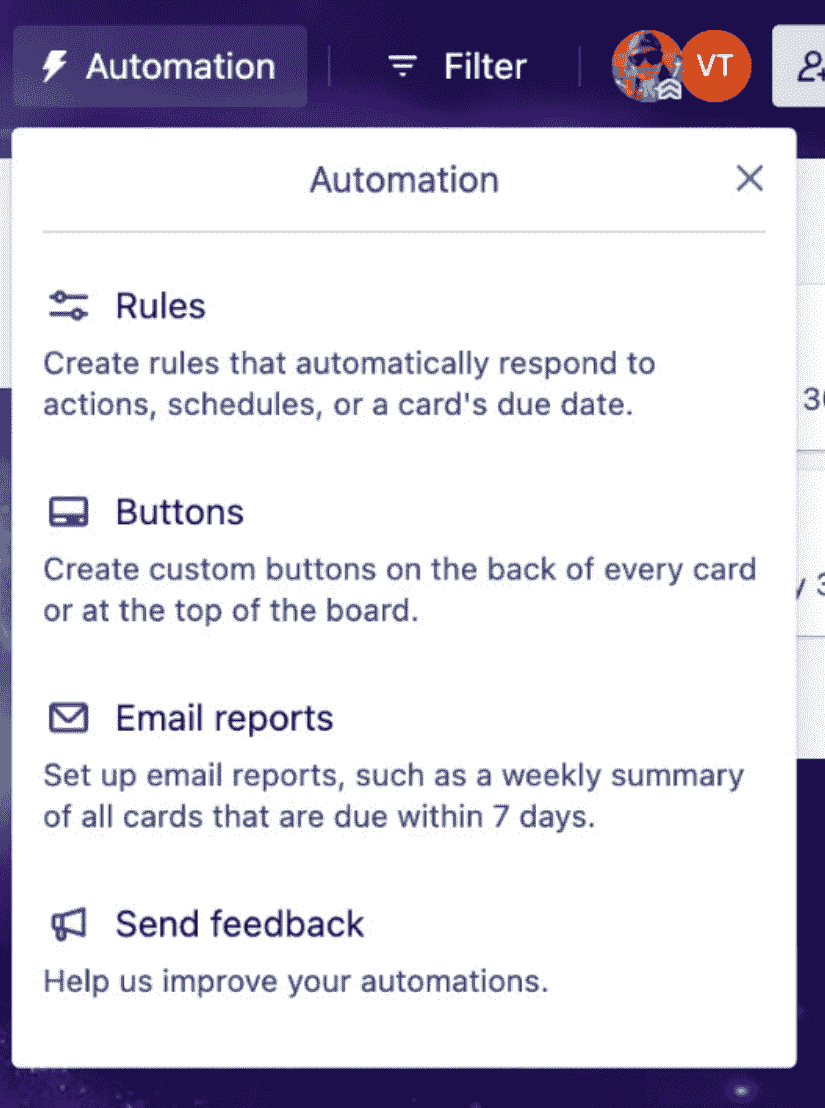 Automation
Filter
VT
Automation
Rules
Create rules that automatically respond to
actions, schedules, or a card's due date.
Buttons
Create custom buttons on the back of every card
or at the top of the board.
Email reports
Set up email reports, such as a weekly summary
of all cards that are due within 7 days.
Send feedback
Help us improve your automations.